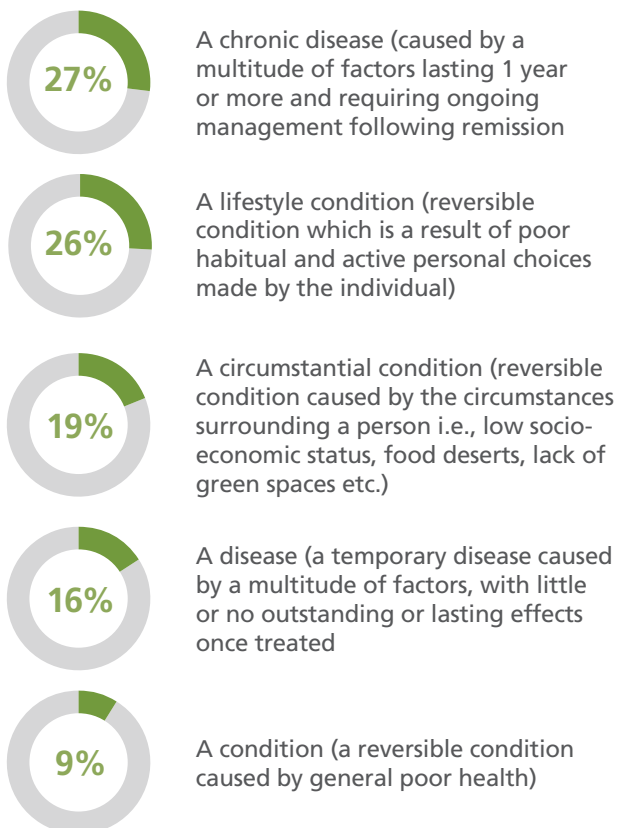 27%
A chronic disease (caused by a
multitude of factors lasting 1 year
or more and requiring ongoing
management following remission
26%
A lifestyle condition (reversible
condition which is a result of poor
habitual and active personal choices
made by the individual)
19%
A circumstantial condition (reversible
condition caused by the circumstances
surrounding a person i.e., low socio-
economic status, food deserts, lack of
green spaces etc.)
16%
A disease (a temporary disease caused
by a multitude of factors, with little
or no outstanding or lasting effects
once treated
9%
A condition (a reversible condition
caused by general poor health)